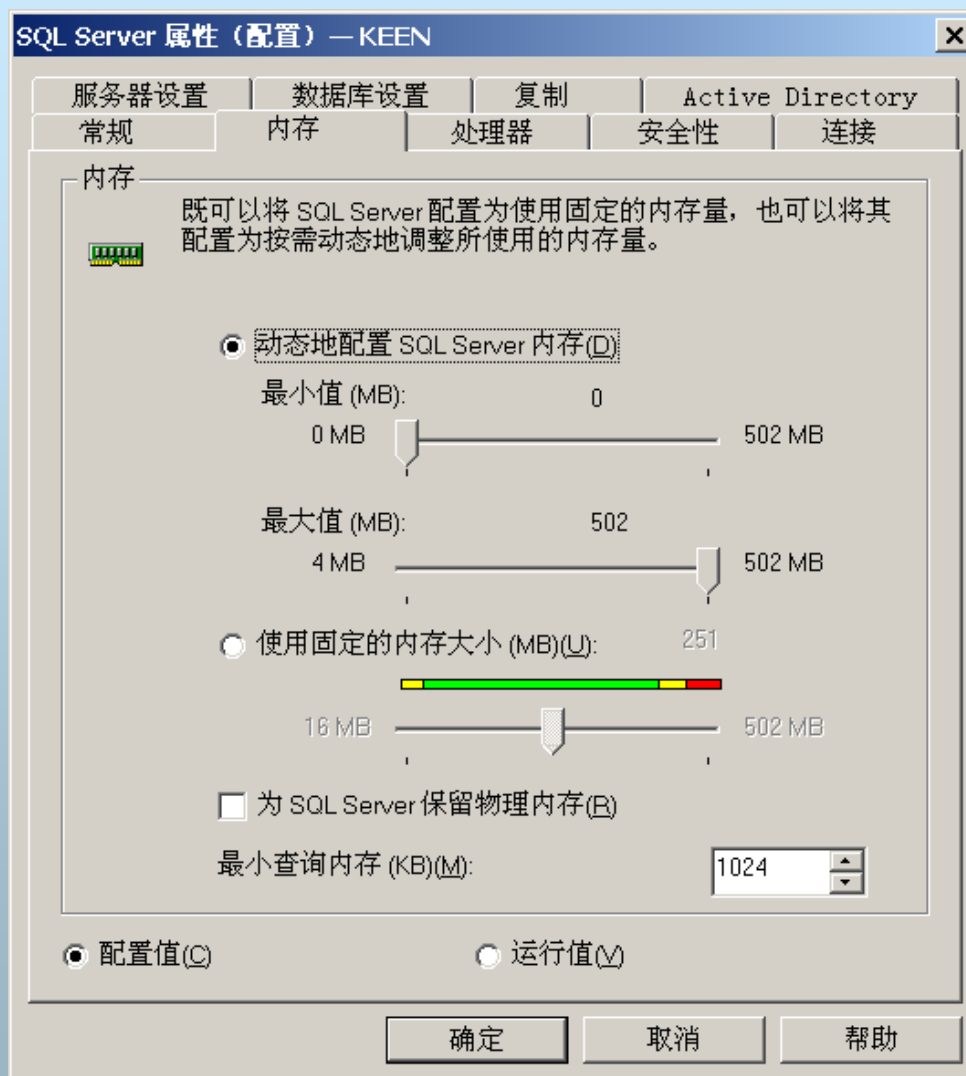 SQL Server 属性（配置）— KEEN
服务器设置 数据库设置 复制 Active Directory
常规 内存 处理器 安全性 连接
内存
既可以将 SQL Server 配置为使用固定的内存量，也可以将其
配置为按需动态地调整所使用的内存量。
动态地配置 SQL Server 内存(D)
最小值 (MB): 0
0 MB 502 MB
最大值 (MB): 502
4 MB 502 MB
使用固定的内存大小 (MB)(U): 251
16 MB 502 MB
为 SQL Server 保留物理内存(R)
最小查询内存 (KB)(M): 1024
配置值(C) 运行值(V)
确定 取消 帮助